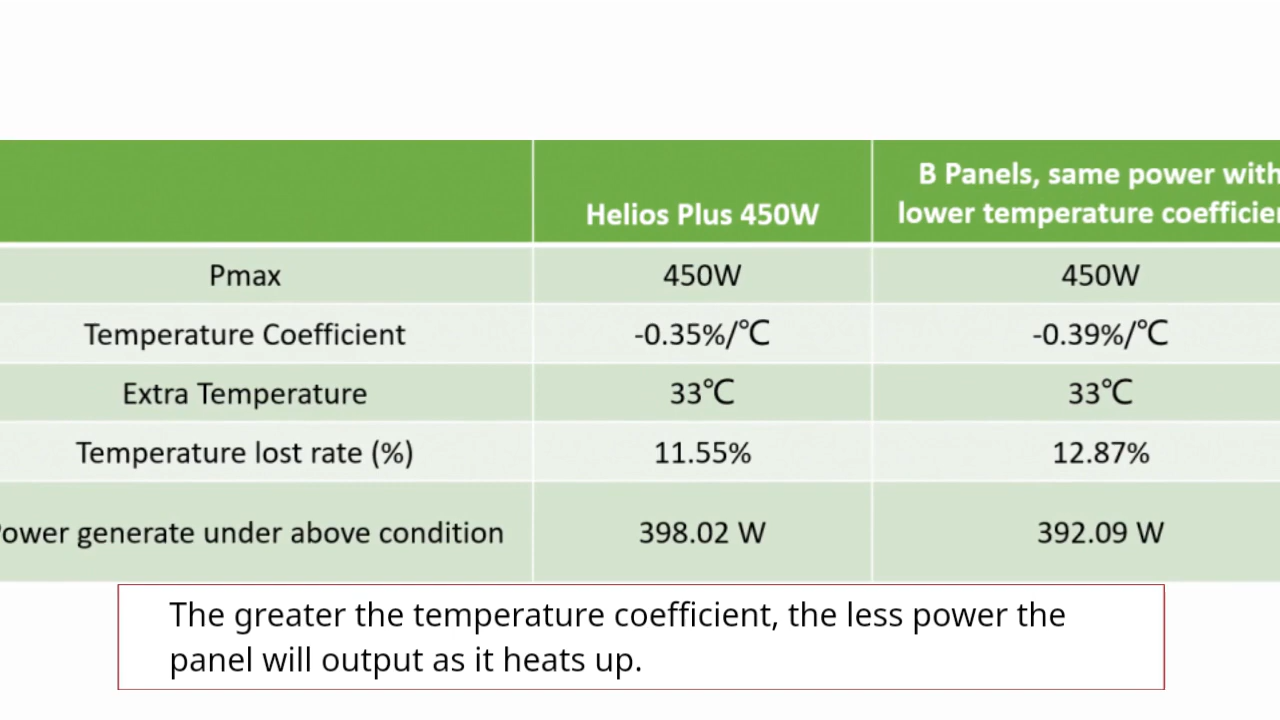 Helios Plus 450W
B Panels, same power with
lower temperature
Pmax 450W 450W
Temperature Coefficient -0.35%/℃ -0.39%/℃
Extra Temperature 33℃ 33℃
Temperature lost rate (%) 11.55% 12.87%
Power generate under above condition 398.02 W 392.09 W
The greater the temperature coefficient, the less power the
panel will output as it heats up.